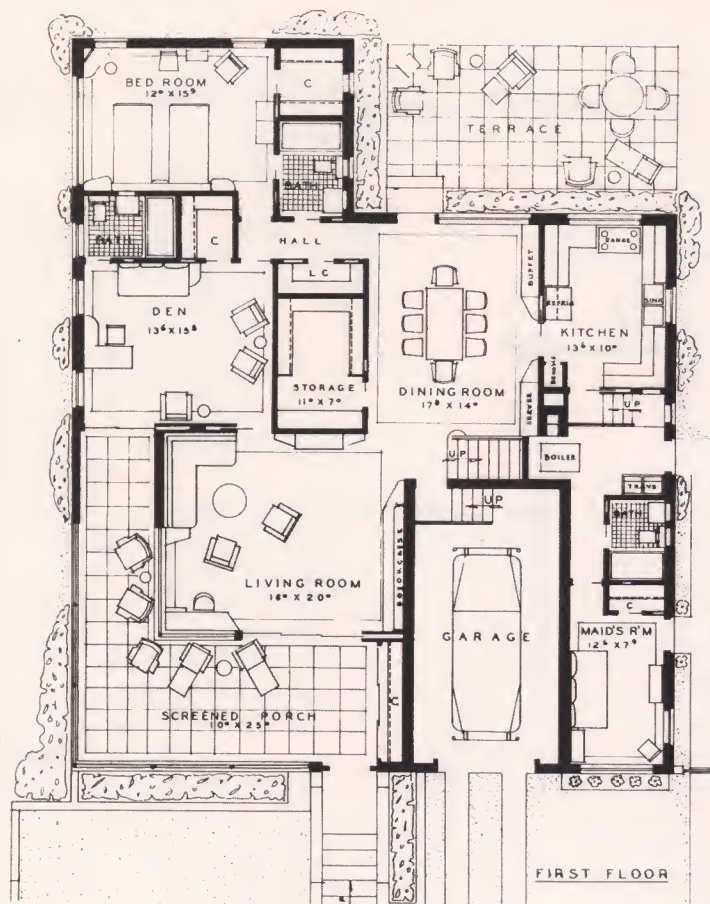 BED ROOM
12⁰ X 15⁹
C
TERRACE
BATH
BATH
C
HALL
L C
BUFFET
RANGE
REFRIG
SINK
KITCHEN
13⁶ X 10⁰
DEN
13⁶ X 15⁸
STORAGE
11⁰ X 7⁰
DINING ROOM
17⁸ X 14⁰
BROOMS
SERVER
UP
UP
BOILER
UP
TRAYS
BATH
LIVING ROOM
16⁰ X 20⁰
BOOKCASE
GARAGE
C
MAID'S R'M
12⁶ X 7⁹
SCREENED PORCH
10⁰ X 25⁰
C
FIRST FLOOR